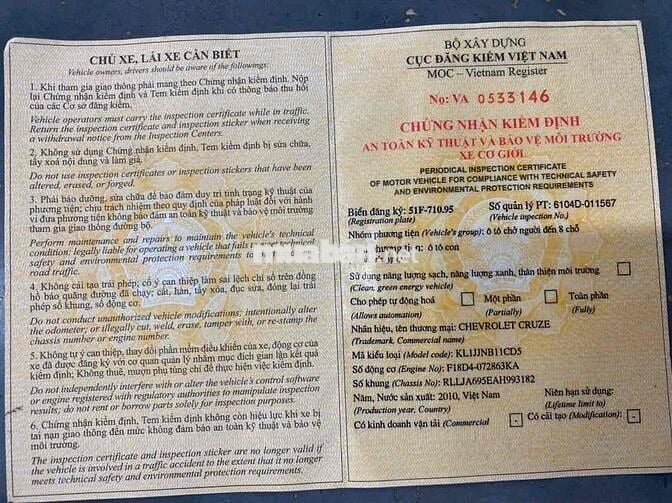 CHỦ XE, LÁI XE CẦN BIẾT
Vehicle owners, drivers should be aware of the followings:
1. Khi tham gia giao thông phải mang theo Chứng nhận kiểm định. Nộp
lại Chứng nhận kiểm định và Tem kiểm định khi có thông báo thu hồi
của các Cơ sở đăng kiểm.
Vehicle operators must carry the inspection certificate while in traffic.
Return the inspection certificate and inspection sticker when receiving
a withdrawal notice from the Inspection Centers.
2. Không sử dụng Chứng nhận kiểm định, Tem kiểm định bị sửa chữa,
tẩy xoá nội dung và làm giả.
Do not use inspection certificates or inspection stickers that have been
altered, erased, or forged.
3. Phải bảo dưỡng, sửa chữa để bảo đảm duy trì tình trạng kỹ thuật của
phương tiện; chịu trách nhiệm theo quy định của pháp luật đối với hành
vi đưa phương tiện không bảo đảm an toàn kỹ thuật và bảo vệ môi trường
tham gia giao thông đường bộ.
Perform maintenance and repairs to maintain the vehicle's technical
condition; legally liable for operating a vehicle that fails to meet technical
safety and environmental protection requirements when participating in
road traffic.
4. Không cải tạo trái phép, cố ý can thiệp làm sai lệch chỉ số trên đồng
hồ báo quãng đường đã chạy; cắt, hàn, tẩy xóa, đục sửa, đóng lại trái
phép số khung, số động cơ.
Do not conduct unauthorized vehicle modifications; intentionally alter
the odometer; or illegally cut, weld, erase, tamper with, or re-stamp the
chassis number or engine number.
5. Không tự ý can thiệp, thay đổi phần mềm điều khiển của xe, động cơ của
xe đã được đăng ký với cơ quan quản lý nhằm mục đích gian lận kết quả
kiểm định; Không thuê, mượn phụ tùng chỉ để thực hiện việc kiểm định.
Do not independently interfere with or alter the vehicle's control software
or engine registered with regulatory authorities to manipulate inspection
results; do not rent or borrow parts solely for inspection purposes.
6. Chứng nhận kiểm định, Tem kiểm định không còn hiệu lực khi xe bị
tai nạn giao thông đến mức không đảm bảo an toàn kỹ thuật và bảo vệ
môi trường.
The inspection certificate and inspection sticker are no longer valid if
the vehicle is involved in a traffic accident to the extent that it no longer
meets technical safety and environmental protection requirements.
BỘ XÂY DỰNG
CỤC ĐĂNG KIỂM VIỆT NAM
MOC – Vietnam Register
No: VA 0533146
CHỨNG NHẬN KIỂM ĐỊNH
AN TOÀN KỸ THUẬT VÀ BẢO VỆ MÔI TRƯỜNG
XE CƠ GIỚI
PERIODICAL INSPECTION CERTIFICATE
OF MOTOR VEHICLE FOR COMPLIANCE WITH TECHNICAL SAFETY
AND ENVIRONMENTAL PROTECTION REQUIREMENTS
Biển đăng ký: 51F-710.95 Số quản lý PT: 6104D-011567
(Registration plate) (Vehicle inspection No.)
Nhóm phương tiện (Vehicle's group): ô tô chở người đến 8 chỗ
phương tiện: ô tô con
Sử dụng năng lượng sạch, năng lượng xanh, thân thiện môi trường
(Clean, green energy vehicle)
Cho phép tự động hoá Một phần Toàn phần
(Allows automation) (Partially) (Fully)
Nhãn hiệu, tên thương mại: CHEVROLET CRUZE
(Trademark, Commercial name)
Mã kiểu loại (Model code): KL1JJNB11CD5
Số động cơ (Engine No): F18D4-072863KA
Số khung (Chassis No): RLLJA695EAH993182
Năm, Nước sản xuất: 2010, Việt Nam Niên hạn sử dụng:
(Production year, Country) (Lifetime limit to)
Có kinh doanh vận tải (Commercial - Có cải tạo (Modification): -
muaban.net